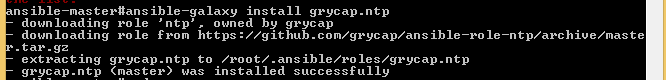 ansible-master#ansible-galaxy install grycap.ntp
- downloading role 'ntp', owned by grycap
- downloading role from https://github.com/grycap/ansible-role-ntp/archive/maste
r.tar.gz
- extracting grycap.ntp to /root/.ansible/roles/grycap.ntp
- grycap.ntp (master) was installed successfully